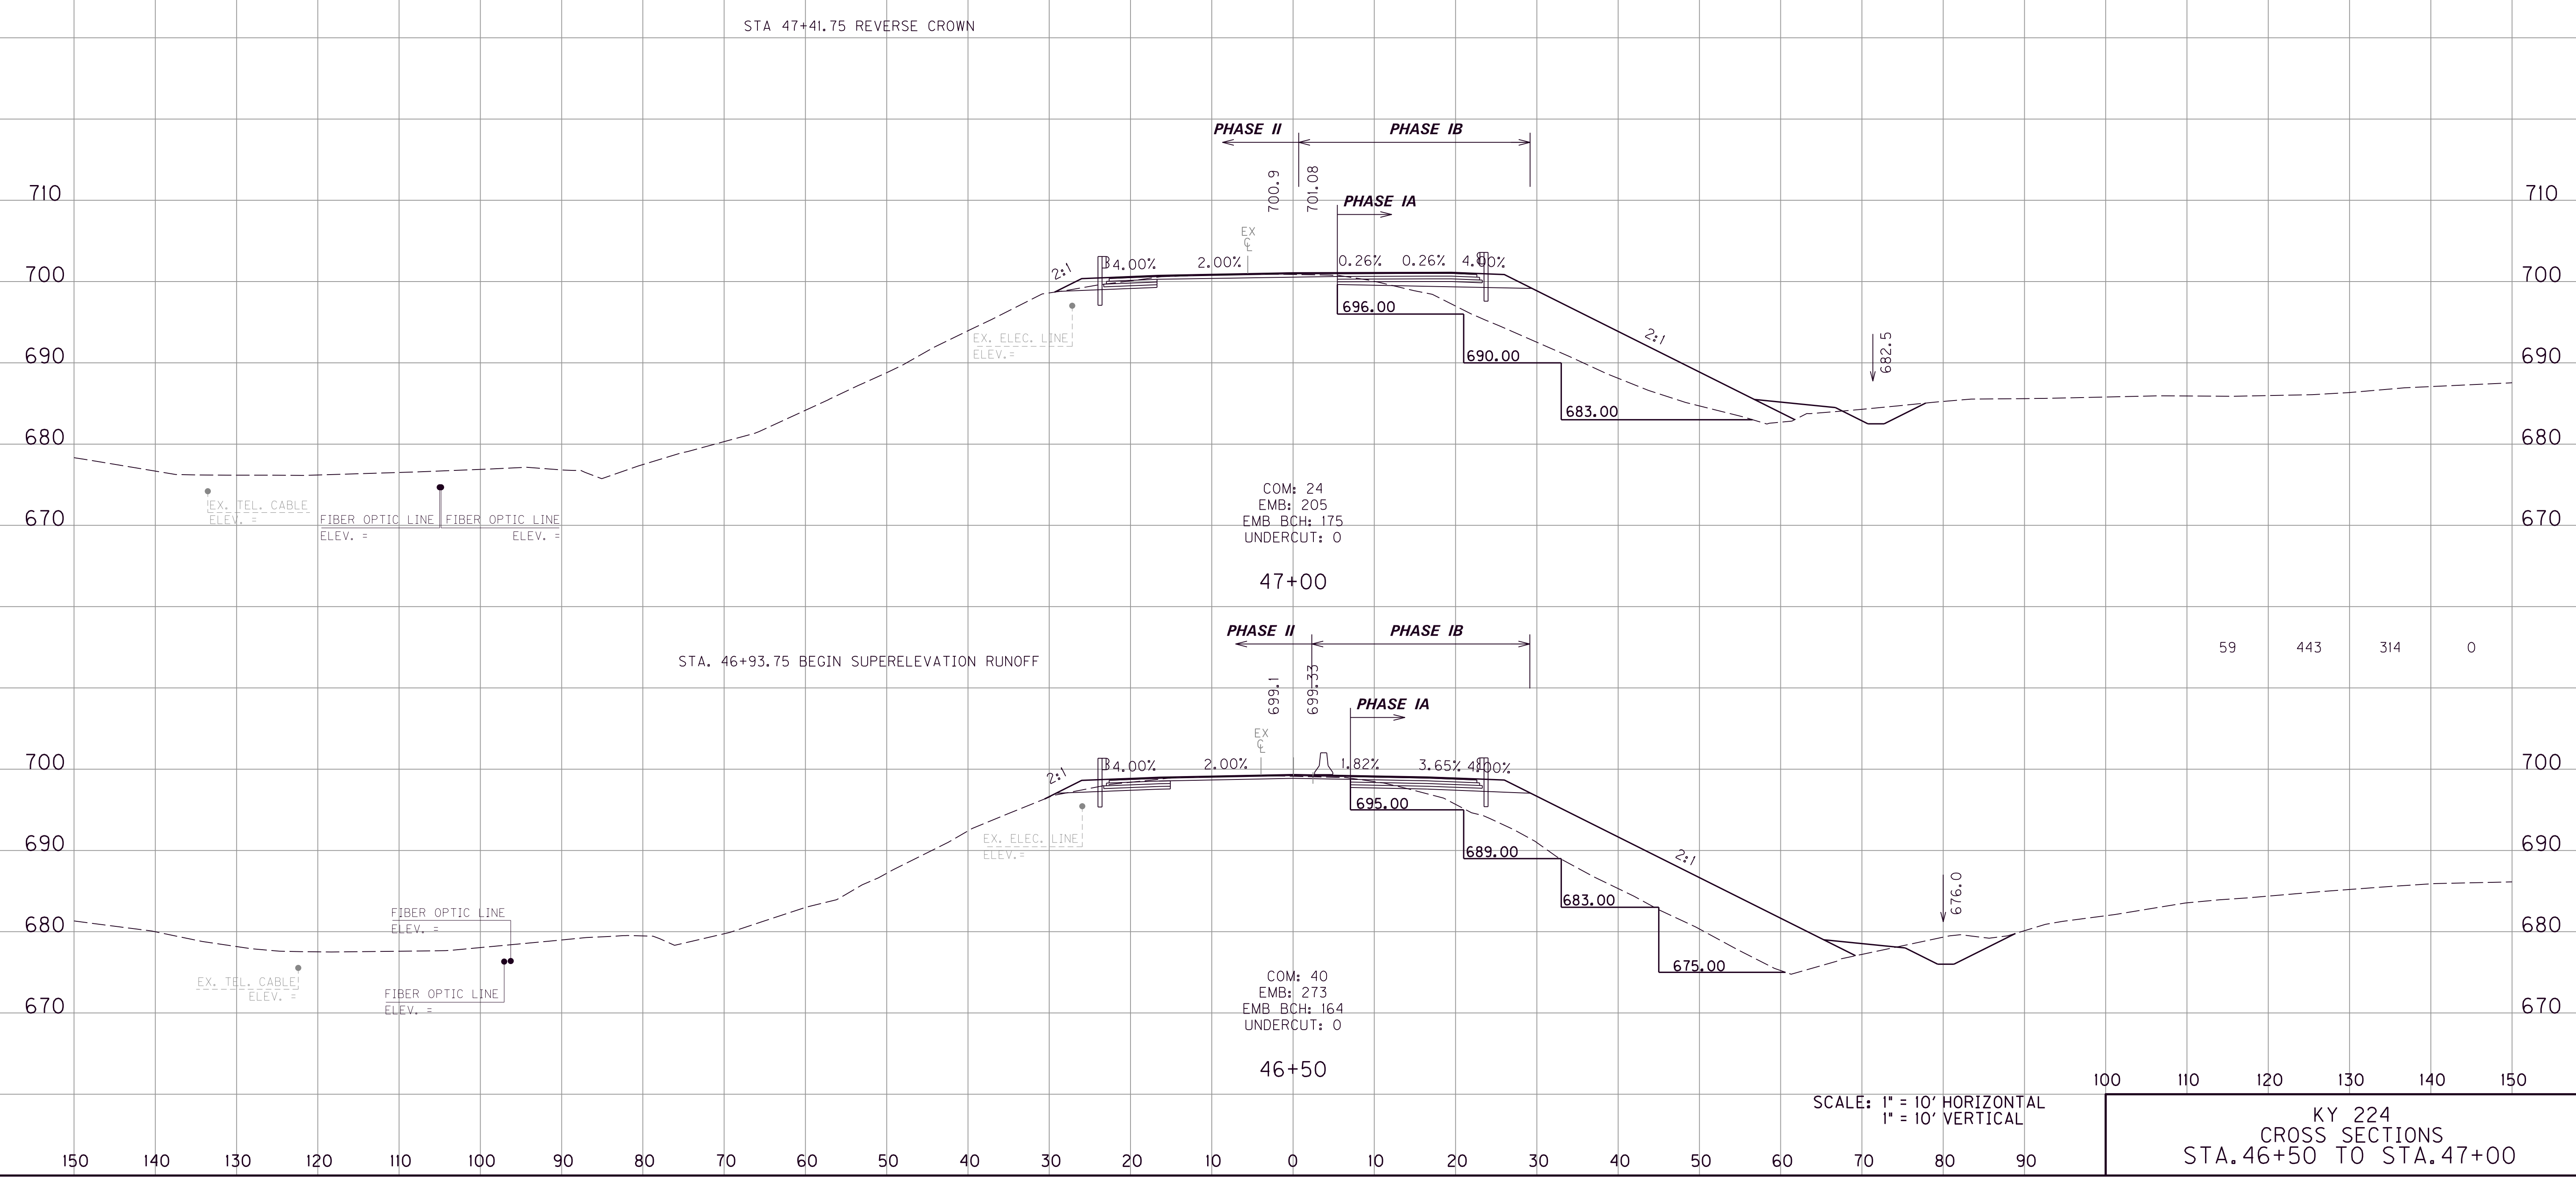 STA 47+41.75 REVERSE CROWN
PHASE II
PHASE IB
700.9
701.08
710
710
PHASE IA
EX
℄
2:1
4.00%
2.00%
0.26%
0.26%
4.00%
700
700
696.00
2:1
682.5
EX. ELEC. LINE
ELEV.=
690.00
690
690
683.00
680
680
EX. TEL. CABLE
ELEV. =
FIBER OPTIC LINE
ELEV. =
FIBER OPTIC LINE
ELEV. =
670
670
COM: 24
EMB: 205
EMB BCH: 175
UNDERCUT: 0
47+00
PHASE II
PHASE IB
STA. 46+93.75 BEGIN SUPERELEVATION RUNOFF
59 443 314 0
699.1
699.33
PHASE IA
EX
℄
2:1
4.00%
2.00%
1.82%
3.65%
4.00%
700
700
695.00
EX. ELEC. LINE
ELEV.=
689.00
2:1
690
690
676.0
683.00
FIBER OPTIC LINE
ELEV. =
680
680
675.00
EX. TEL. CABLE
ELEV. =
FIBER OPTIC LINE
ELEV. =
670
670
COM: 40
EMB: 273
EMB BCH: 164
UNDERCUT: 0
46+50
100 110 120 130 140 150
SCALE: 1" = 10' HORIZONTAL
1" = 10' VERTICAL
KY 224
CROSS SECTIONS
STA.46+50 TO STA.47+00
150 140 130 120 110 100 90 80 70 60 50 40 30 20 10 0 10 20 30 40 50 60 70 80 90